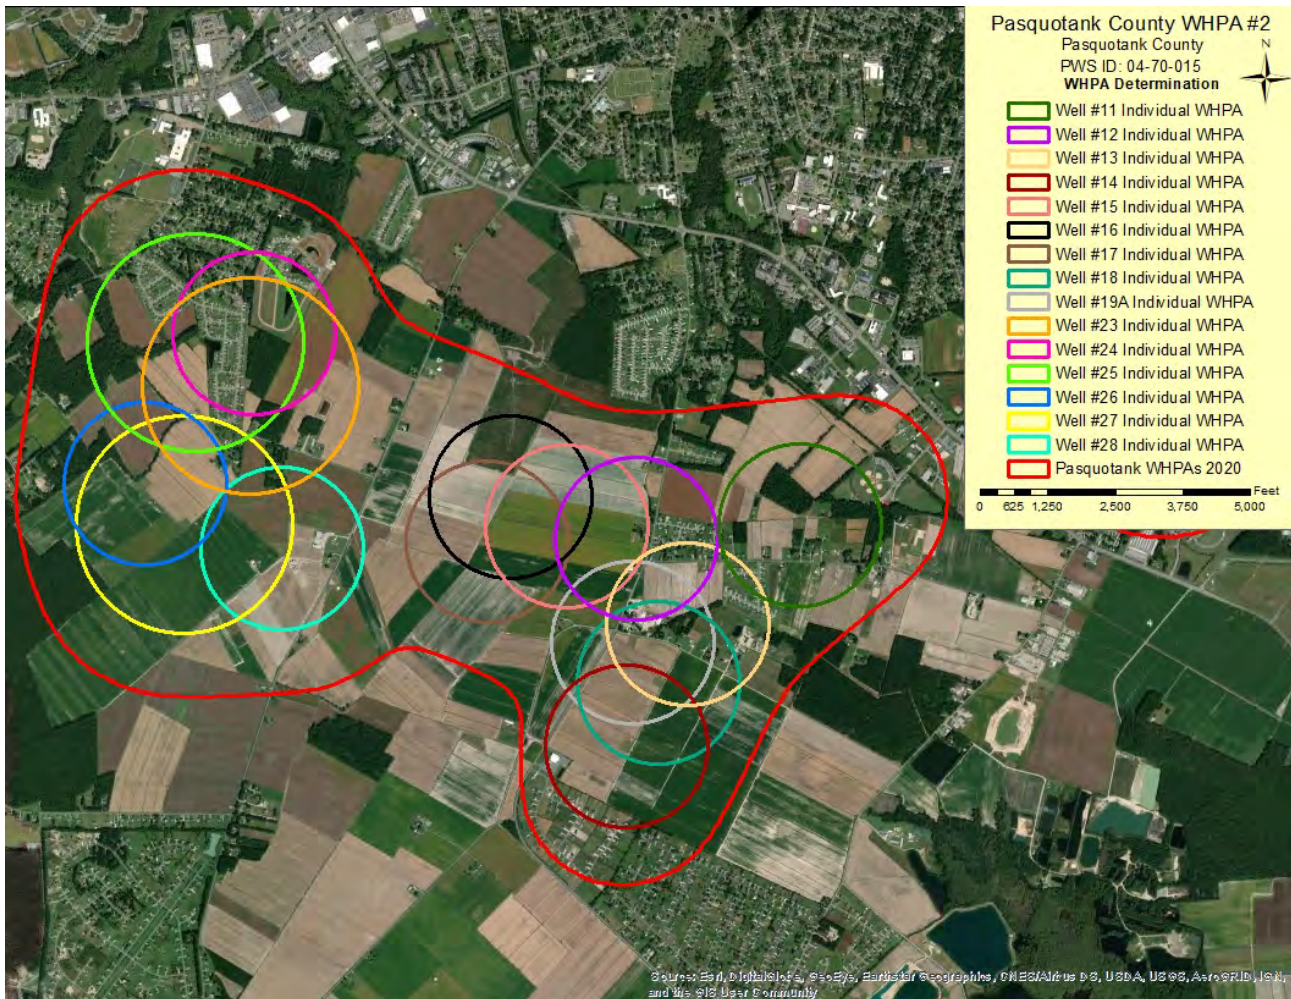 Pasquotank County WHPA #2
Pasquotank County
N
PWS ID: 04-70-015
WHPA Determination
Well #11 Individual WHPA
Well #12 Individual WHPA
Well #13 Individual WHPA
Well #14 Individual WHPA
Well #15 Individual WHPA
Well #16 Individual WHPA
Well #17 Individual WHPA
Well #18 Individual WHPA
Well #19A Individual WHPA
Well #23 Individual WHPA
Well #24 Individual WHPA
Well #25 Individual WHPA
Well #26 Individual WHPA
Well #27 Individual WHPA
Well #28 Individual WHPA
Pasquotank WHPAs 2020
Feet
0 625 1,250 2,500 3,750 5,000
Source: Esri, DigitalGlobe, GeoEye, Earthstar Geographics, CNES/Airbus DS, USDA, USGS, AeroGRID, IGN,
and the GIS User Community